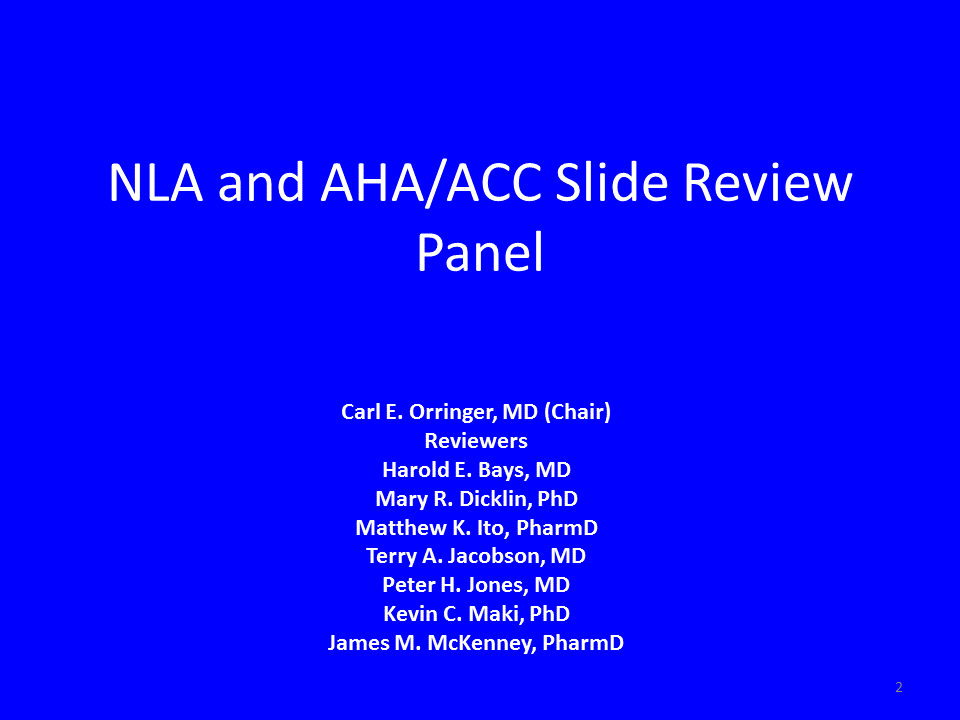 NLA and AHA/ACC Slide Review
Panel
Carl E. Orringer, MD (Chair)
Reviewers
Harold E. Bays, MD
Mary R. Dicklin, PhD
Matthew K. Ito, PharmD
Terry A. Jacobson, MD
Peter H. Jones, MD
Kevin C. Maki, PhD
James M. McKenney, PharmD
2